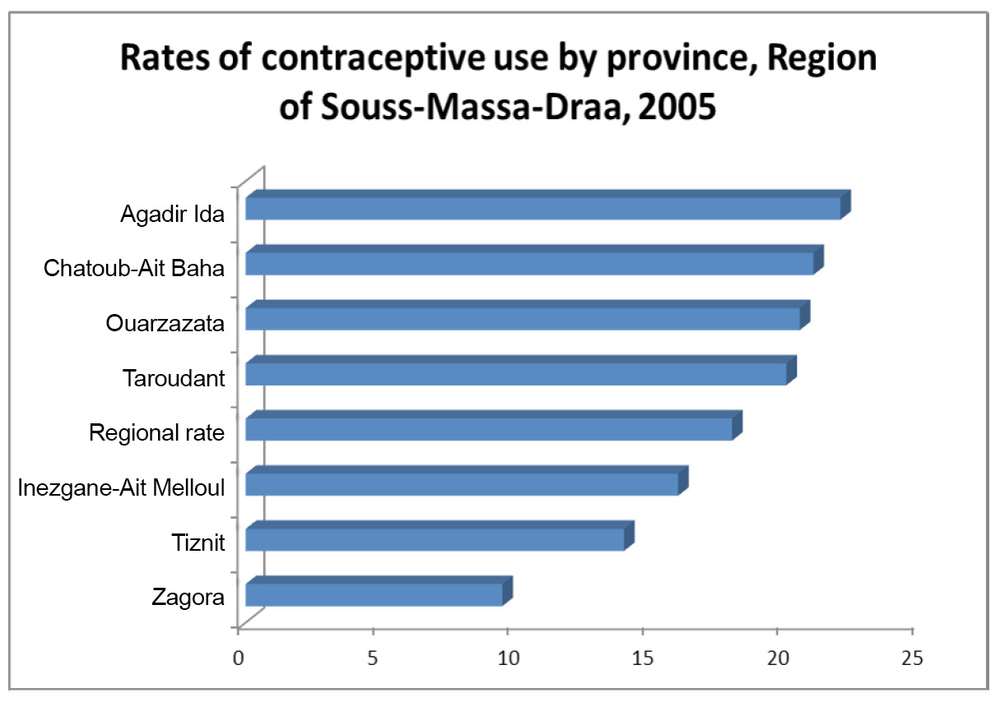 Rates of contraceptive use by province, Region
of Souss-Massa-Draa, 2005
Agadir Ida
Chatoub-Ait Baha
Ouarzazata
Taroudant
Regional rate
Inezgane-Ait Melloul
Tiznit
Zagora
0 5 10 15 20 25